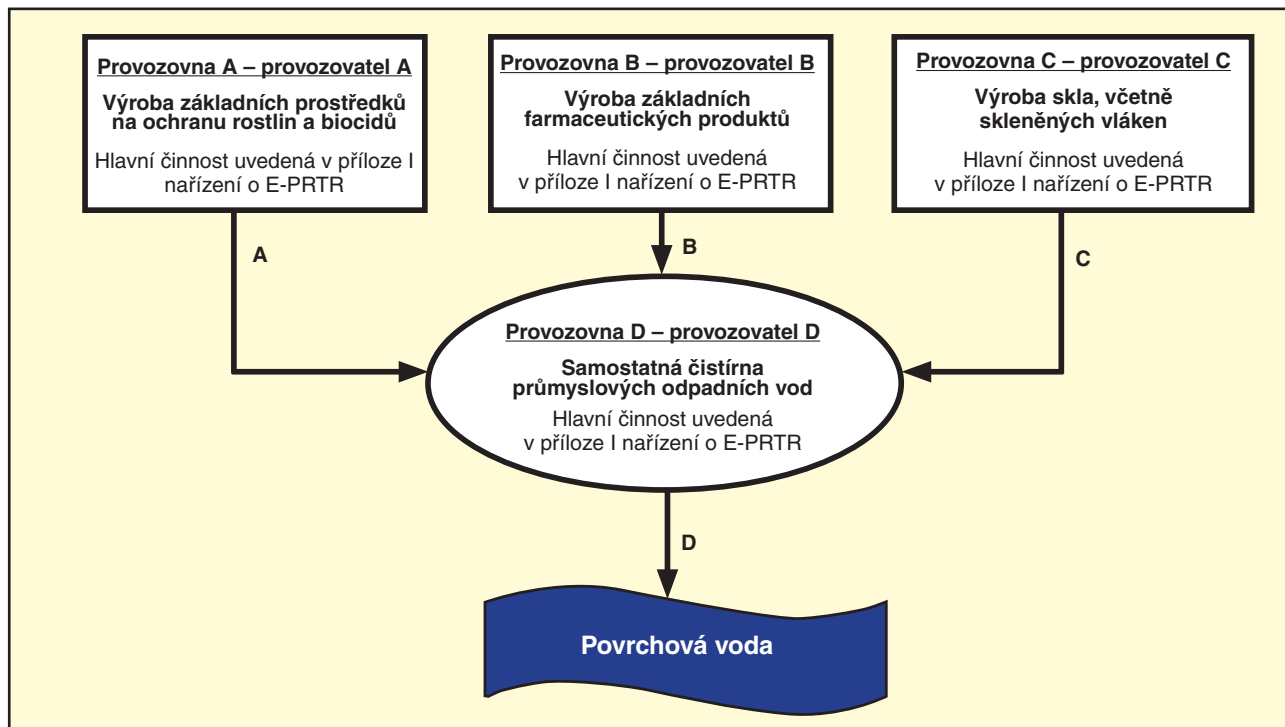 Provozovna A – provozovatel A
Výroba základních prostředků
na ochranu rostlin a biocidů
Hlavní činnost uvedená v příloze I
nařízení o E-PRTR
Provozovna B – provozovatel B
Výroba základních
farmaceutických produktů
Hlavní činnost uvedená
v příloze I nařízení o E-PRTR
Provozovna C – provozovatel C
Výroba skla, včetně
skleněných vláken
Hlavní činnost uvedená
v příloze I nařízení o E-PRTR
A
B
C
Provozovna D – provozovatel D
Samostatná čistírna
průmyslových odpadních vod
Hlavní činnost uvedená
v příloze I nařízení o E-PRTR
D
Povrchová voda